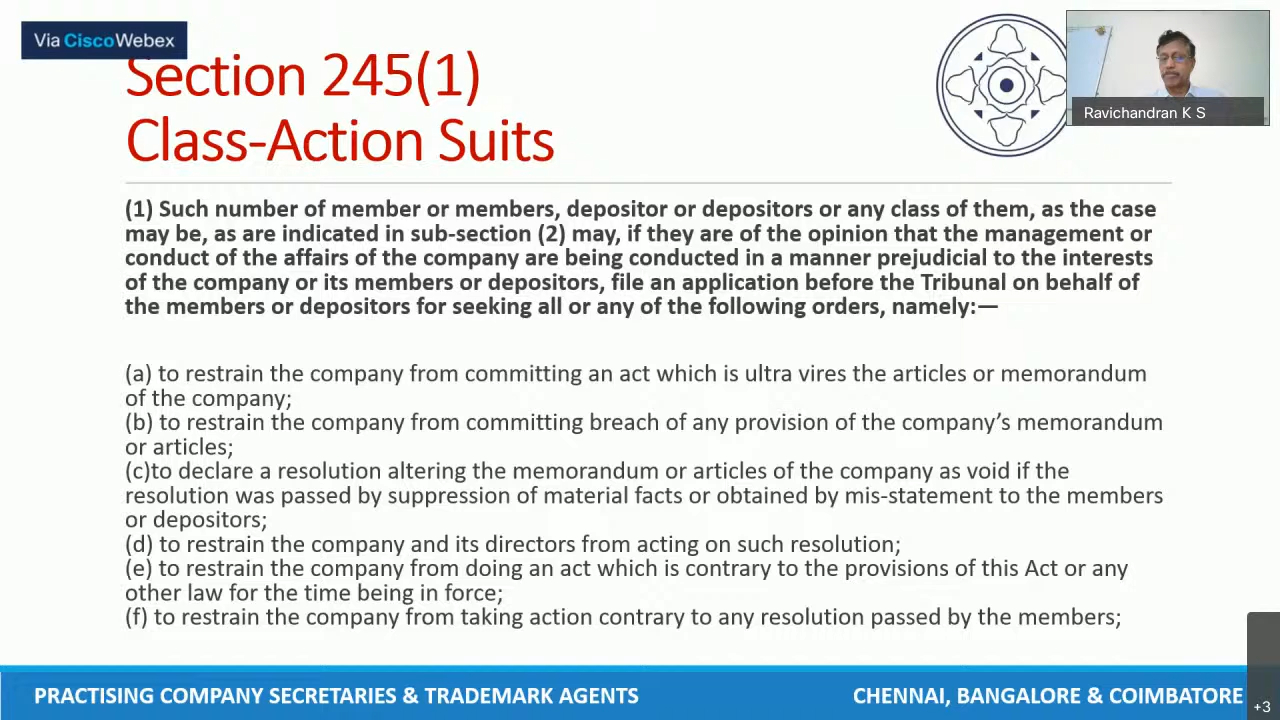 Via CiscoWebex
Section 245(1)
Class-Action Suits
Ravichandran K S
(1) Such number of member or members, depositor or depositors or any class of them, as the case
may be, as are indicated in sub-section (2) may, if they are of the opinion that the management or
conduct of the affairs of the company are being conducted in a manner prejudicial to the interests
of the company or its members or depositors, file an application before the Tribunal on behalf of
the members or depositors for seeking all or any of the following orders, namely:—
(a) to restrain the company from committing an act which is ultra vires the articles or memorandum
of the company;
(b) to restrain the company from committing breach of any provision of the company’s memorandum
or articles;
(c)to declare a resolution altering the memorandum or articles of the company as void if the
resolution was passed by suppression of material facts or obtained by mis-statement to the members
or depositors;
(d) to restrain the company and its directors from acting on such resolution;
(e) to restrain the company from doing an act which is contrary to the provisions of this Act or any
other law for the time being in force;
(f) to restrain the company from taking action contrary to any resolution passed by the members;
PRACTISING COMPANY SECRETARIES & TRADEMARK AGENTS
CHENNAI, BANGALORE & COIMBATORE
+3